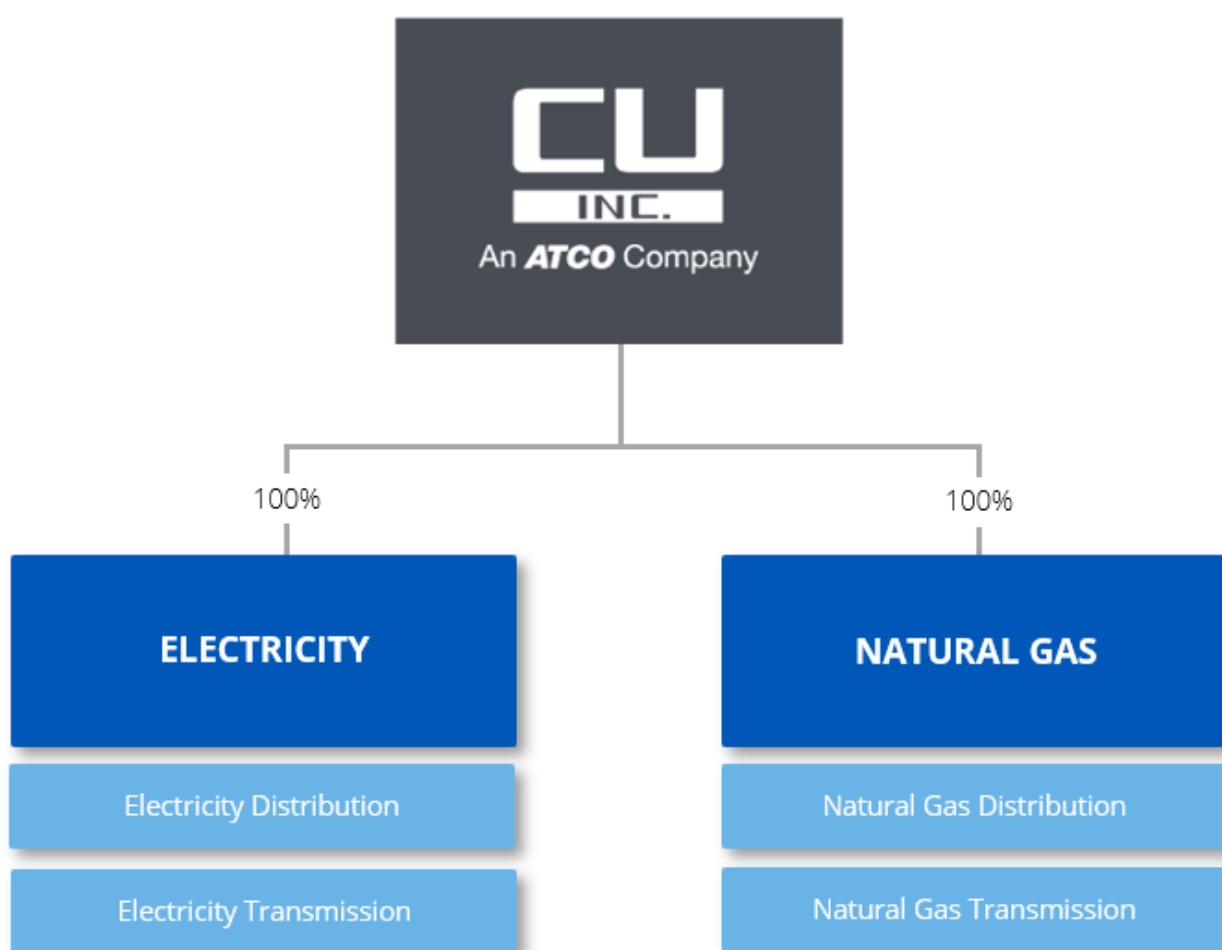 CU
INC.
An ATCO Company
100%
100%
ELECTRICITY
NATURAL GAS
Electricity Distribution
Natural Gas Distribution
Electricity Transmission
Natural Gas Transmission